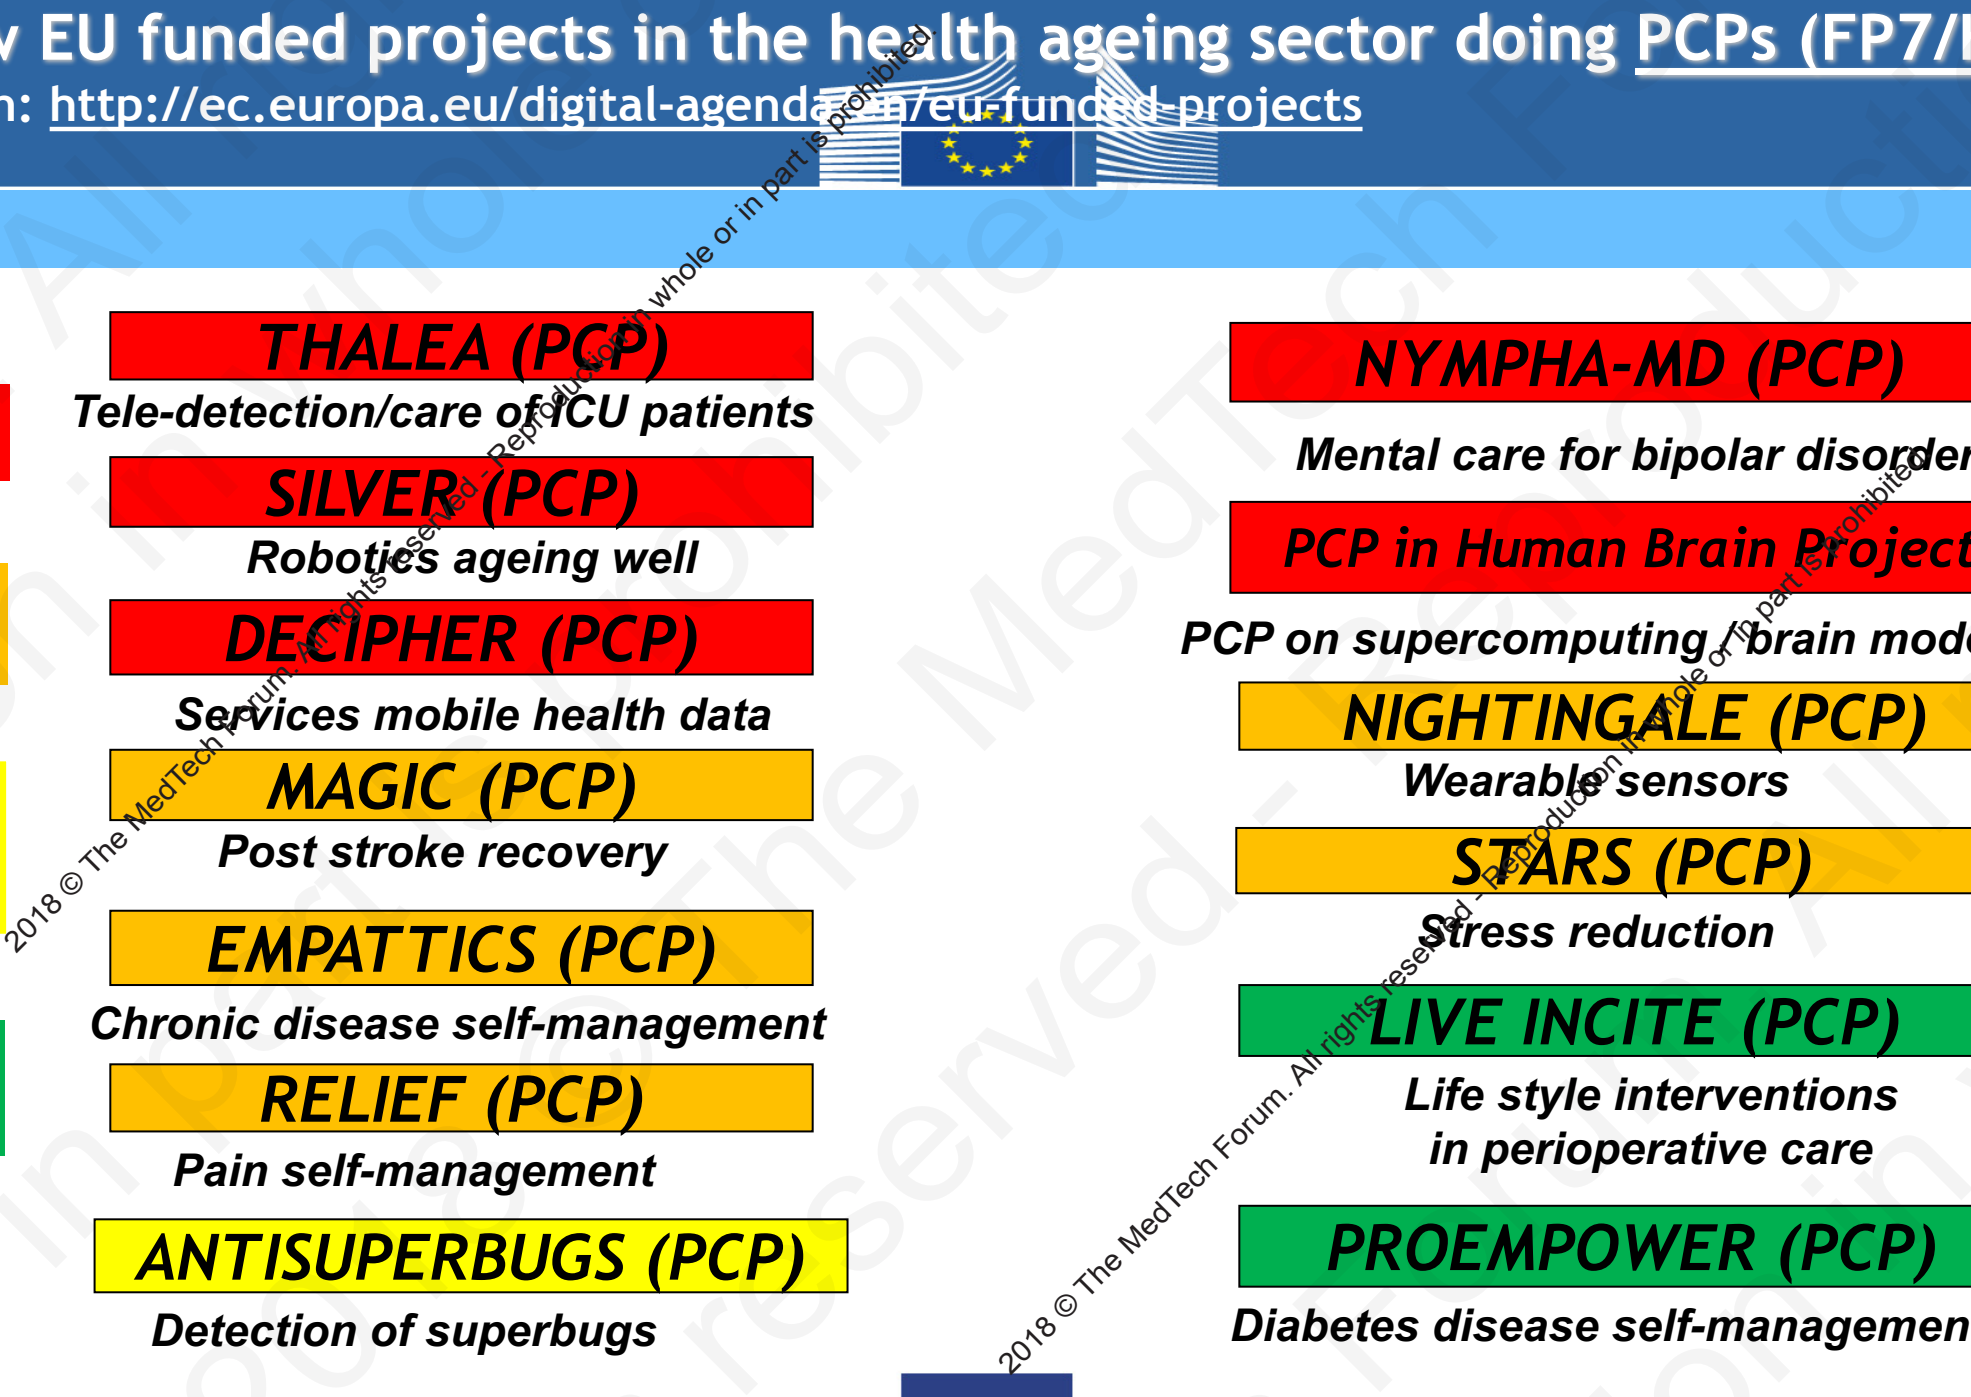 EU funded projects in the health ageing sector doing PCPs (FP7/
http://ec.europa.eu/digital-agenda/en/eu-funded-projects
THALEA (PCP)
Tele-detection/care of ICU patients
SILVER (PCP)
Robotics ageing well
DECIPHER (PCP)
Services mobile health data
MAGIC (PCP)
Post stroke recovery
EMPATTICS (PCP)
Chronic disease self-management
RELIEF (PCP)
Pain self-management
ANTISUPERBUGS (PCP)
Detection of superbugs
NYMPHA-MD (PCP)
Mental care for bipolar disorder
PCP in Human Brain Project
PCP on supercomputing / brain
NIGHTINGALE (PCP)
Wearable sensors
STARS (PCP)
Stress reduction
LIVE INCITE (PCP)
Life style interventions
in perioperative care
PROEMPOWER (PCP)
Diabetes disease self-managemen
2018 © The MedTech Forum. All rights reserved - Reproduction in whole or in part is prohibited.
2018 © The MedTech Forum. All rights reserved - Reproduction in whole or in part is prohibited.